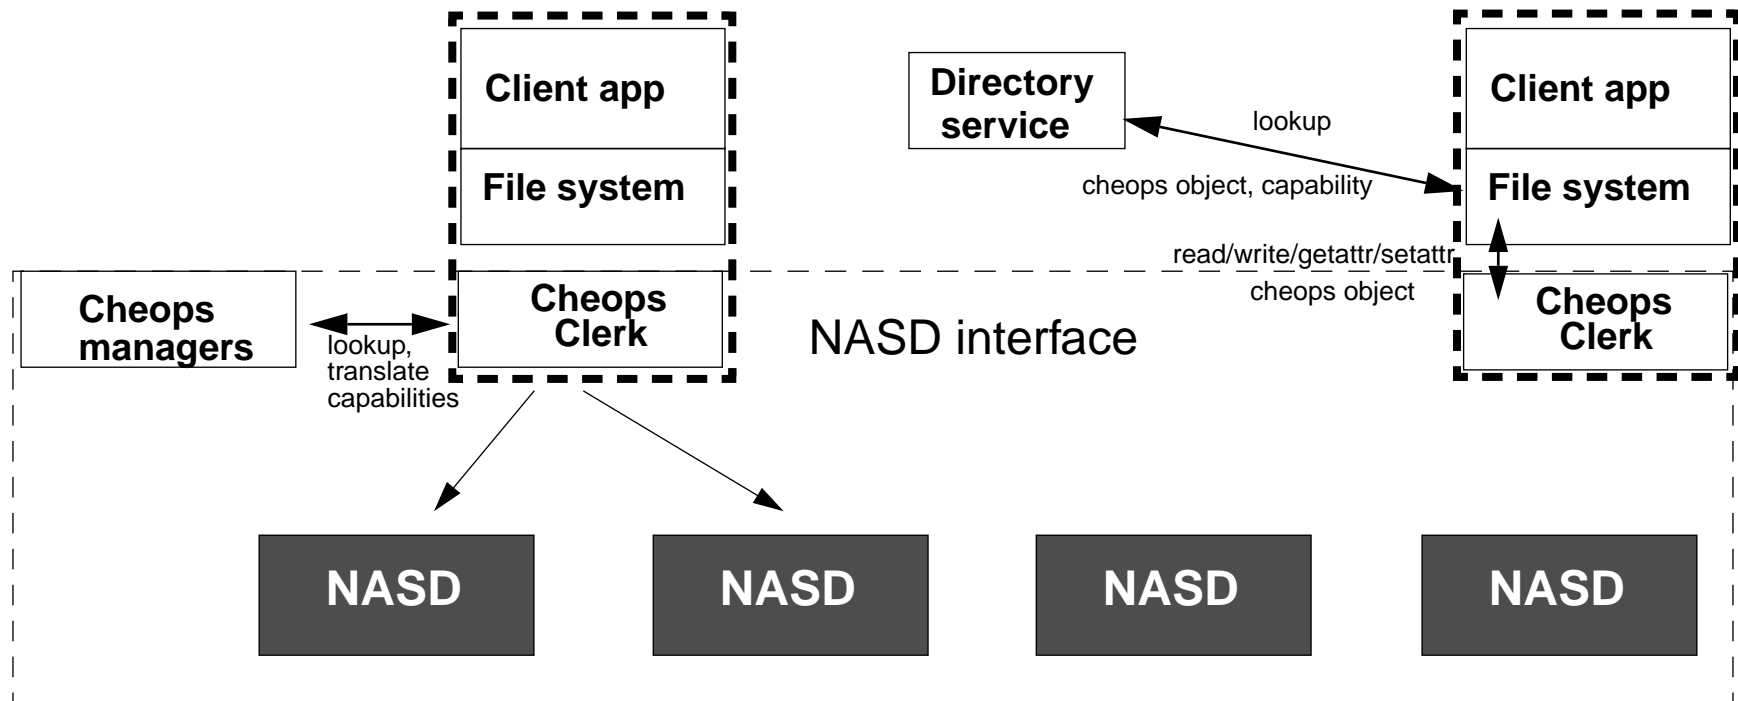 Client app
File system
Directory
service
lookup
cheops object, capability
Client app
File system
read/write/getattr/setattr
cheops object
Cheops
managers
lookup,
translate
capabilities
Cheops
Clerk
NASD interface
Cheops
Clerk
NASD
NASD
NASD
NASD